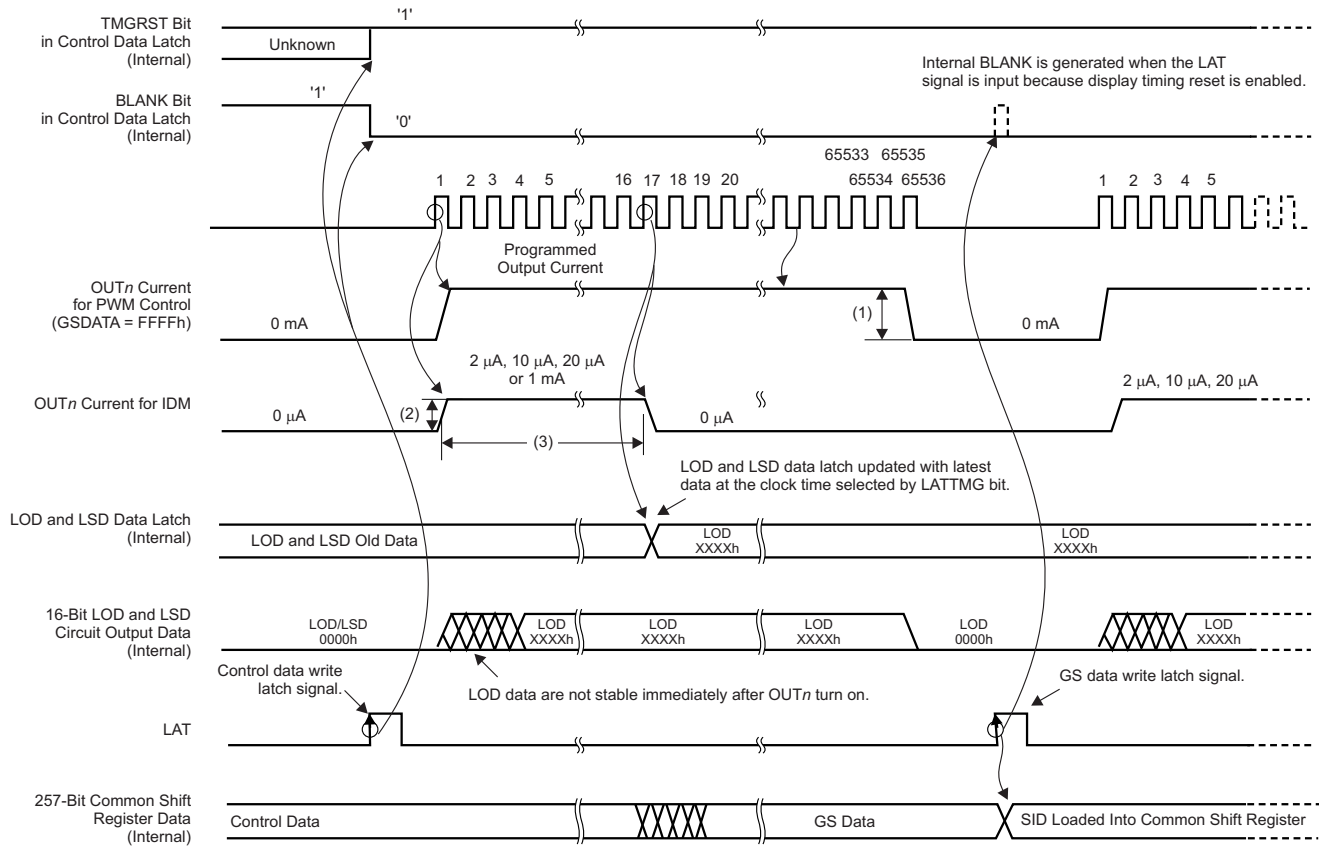 TMGRST Bit
in Control Data Latch
(Internal)
'1'
Unknown
Internal BLANK is generated when the LAT
signal is input because display timing reset is enabled.
BLANK Bit
in Control Data Latch
(Internal)
'1'
'0'
65533 65535
1 2 3 4 5 16 17 18 19 20 65534 65536 1 2 3 4 5
Programmed
Output Current
OUTn Current
for PWM Control
(GSDATA = FFFFh)
0 mA
(1)
0 mA
2 μA, 10 μA, 20 μA
or 1 mA
2 μA, 10 μA, 20 μA
OUTn Current for IDM
0 μA
(2)
0 μA
(3)
LOD and LSD data latch updated with latest
data at the clock time selected by LATTMG bit.
LOD and LSD Data Latch
(Internal)
LOD and LSD Old Data
LOD
XXXXh
LOD
XXXXh
16-Bit LOD and LSD
Circuit Output Data
(Internal)
LOD/LSD
0000h
LOD
XXXXh
LOD
XXXXh
LOD
XXXXh
LOD
0000h
LOD
XXXXh
Control data write
latch signal.
LOD data are not stable immediately after OUTn turn on.
GS data write latch signal.
LAT
257-Bit Common Shift
Register Data
(Internal)
Control Data
GS Data
SID Loaded Into Common Shift Register